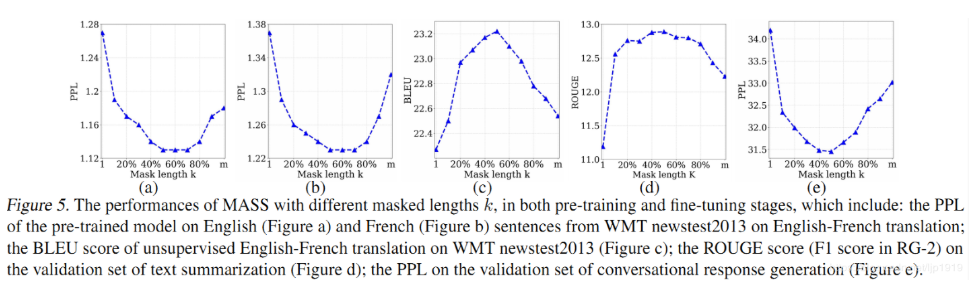 1.28
1.24
1.2
1.16
1.12
PPL
1 20% 40% 60% 80% m
Mask length k
(a)
1.38
1.34
1.3
1.26
1.22
PPL
1 20% 40% 60% 80% m
Mask length k
(b)
23.2
23.0
22.8
22.6
22.4
BLEU
1 20% 40% 60% 80% m
Mask length k
(c)
13.0
12.5
12.0
11.5
11.0
ROUGE
1 20% 40% 60% 80% m
Mask length K
(d)
34.0
33.5
33.0
32.5
32.0
31.5
PPL
1 20% 40% 60% 80% m
Mask length k
(e)
Figure 5. The performances of MASS with different masked lengths k, in both pre-training and fine-tuning stages, which include: the PPL
of the pre-trained model on English (Figure a) and French (Figure b) sentences from WMT newstest2013 on English-French translation;
the BLEU score of unsupervised English-French translation on WMT newstest2013 (Figure c); the ROUGE score (F1 score in RG-2) on
the validation set of text summarization (Figure d); the PPL on the validation set of conversational response generation (Figure e).